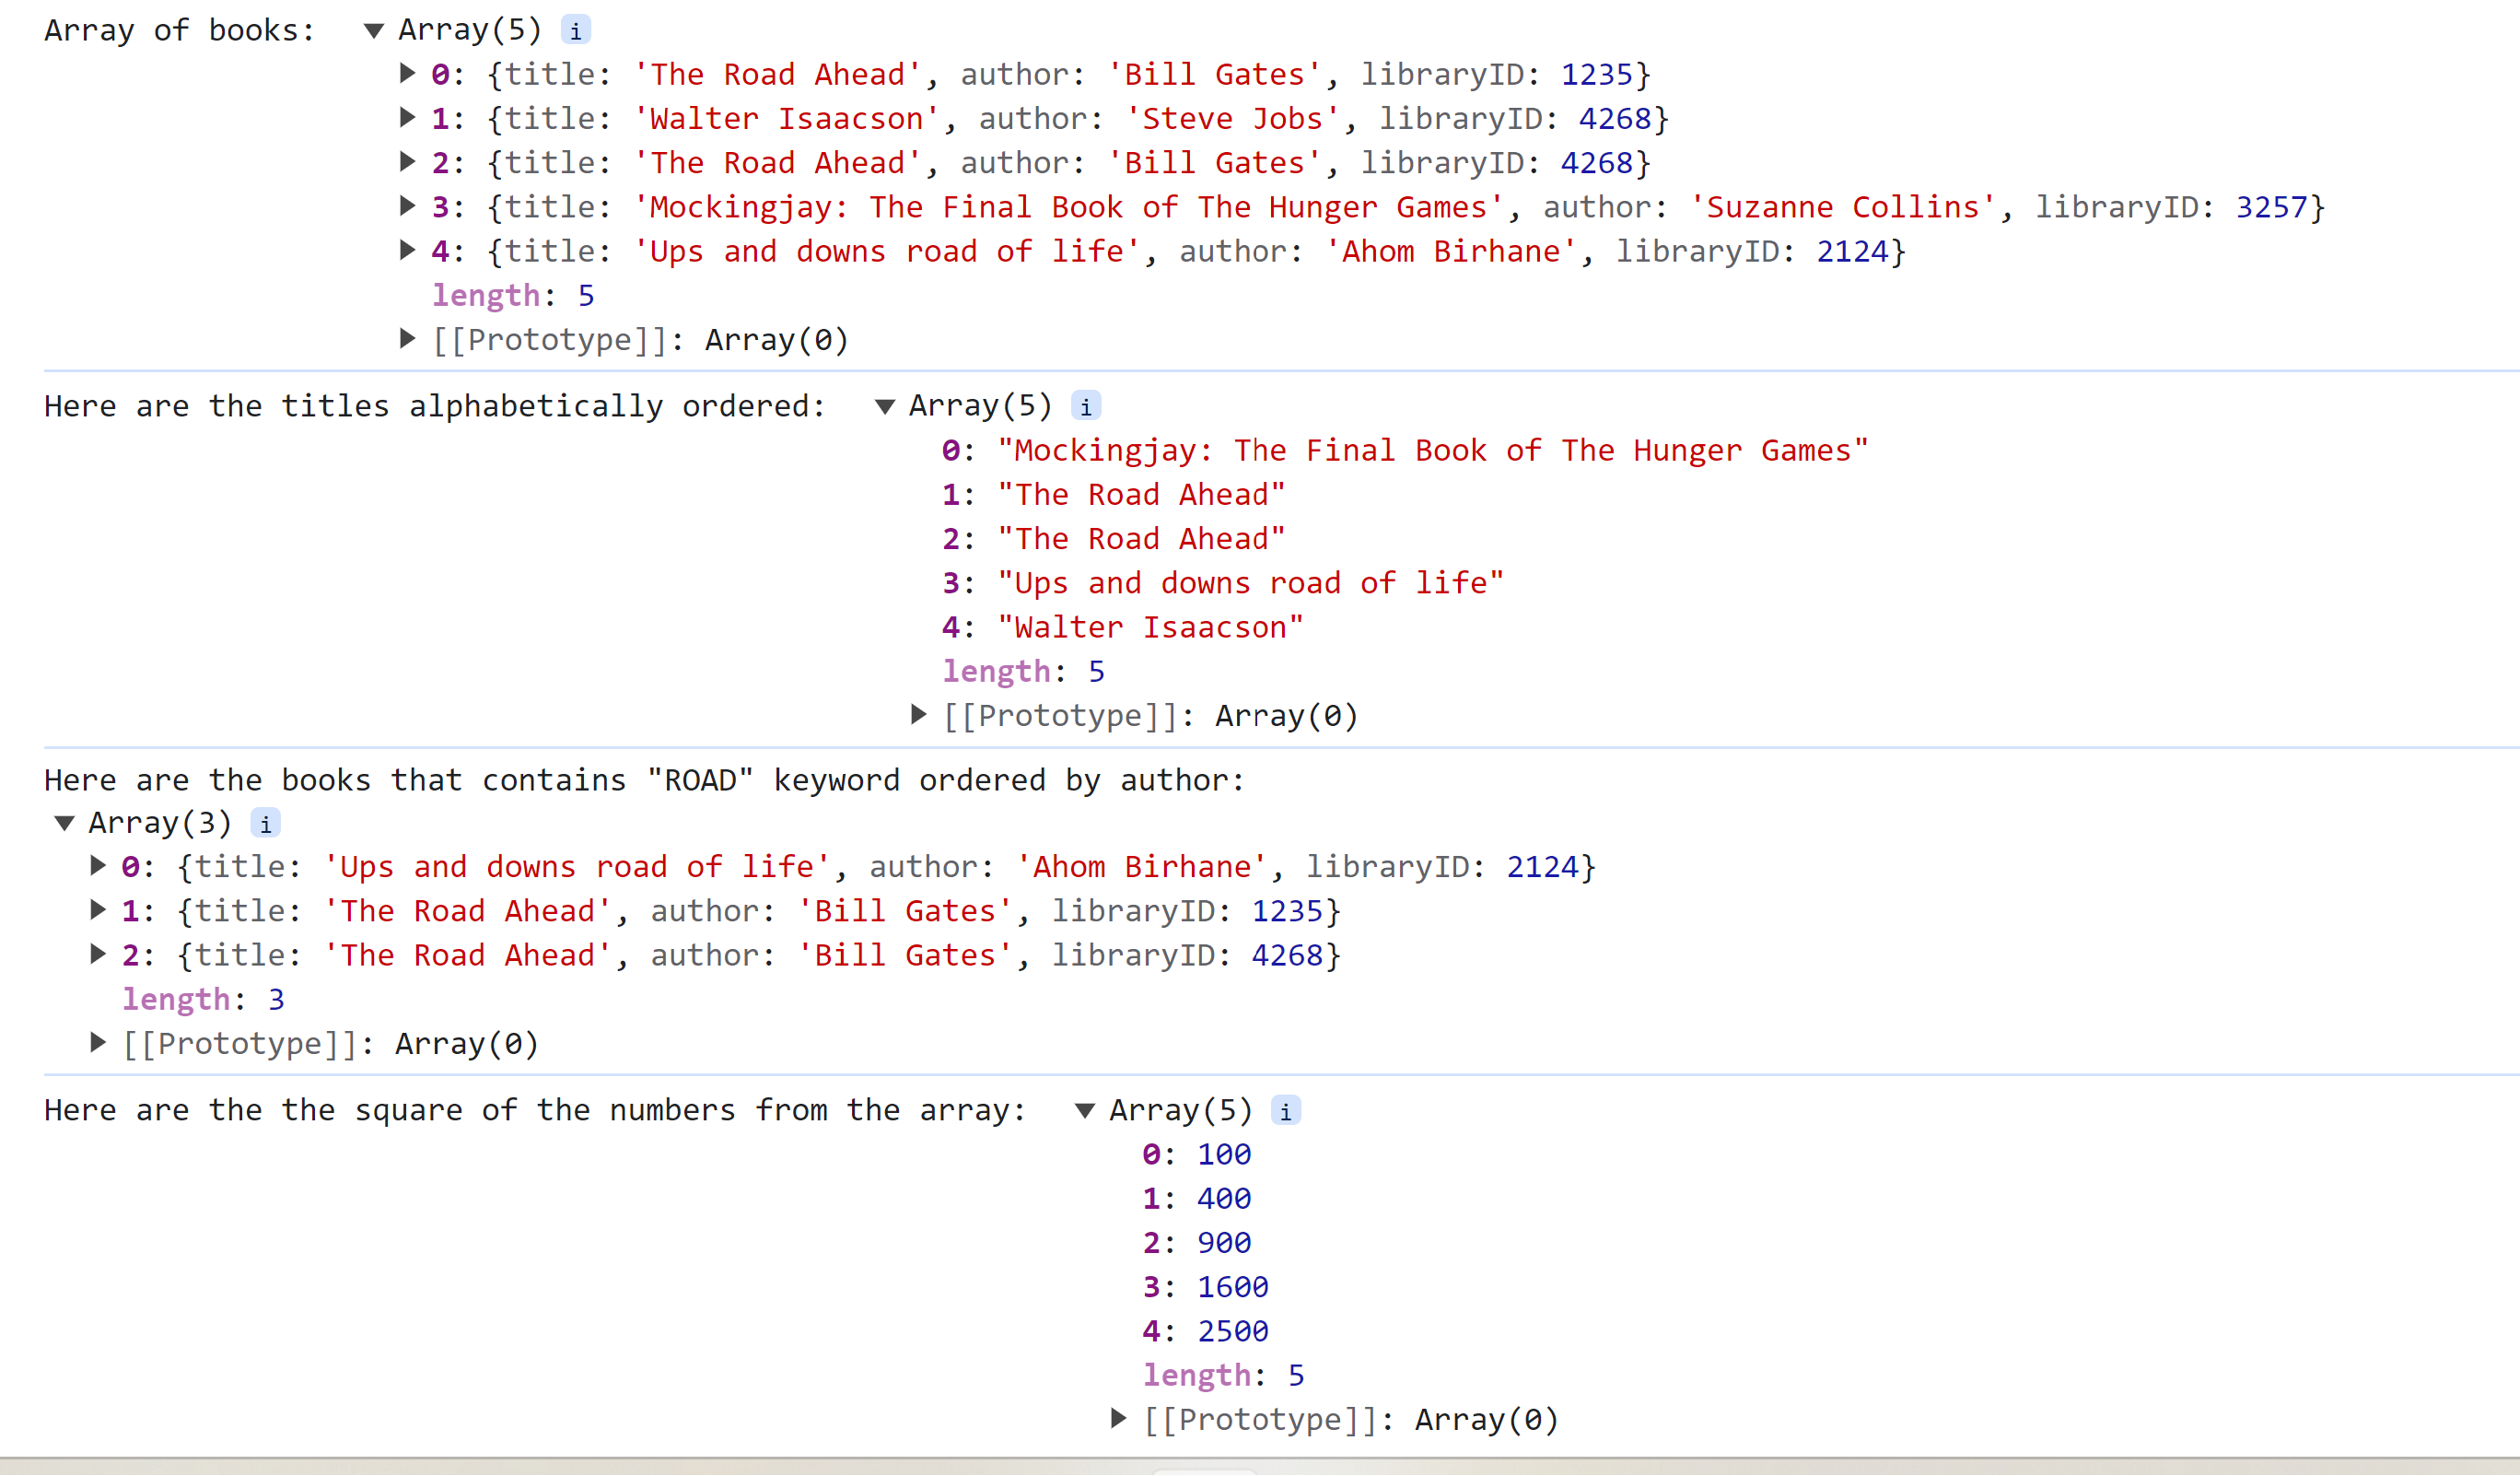 Array of books: ▼ Array(5) i
▶ 0: {title: 'The Road Ahead', author: 'Bill Gates', libraryID: 1235}
▶ 1: {title: 'Walter Isaacson', author: 'Steve Jobs', libraryID: 4268}
▶ 2: {title: 'The Road Ahead', author: 'Bill Gates', libraryID: 4268}
▶ 3: {title: 'Mockingjay: The Final Book of The Hunger Games', author: 'Suzanne Collins', libraryID: 3257}
▶ 4: {title: 'Ups and downs road of life', author: 'Ahom Birhane', libraryID: 2124}
length: 5
▶ [[Prototype]]: Array(0)
Here are the titles alphabetically ordered: ▼ Array(5) i
0: "Mockingjay: The Final Book of The Hunger Games"
1: "The Road Ahead"
2: "The Road Ahead"
3: "Ups and downs road of life"
4: "Walter Isaacson"
length: 5
▶ [[Prototype]]: Array(0)
Here are the books that contains "ROAD" keyword ordered by author:
▼ Array(3) i
▶ 0: {title: 'Ups and downs road of life', author: 'Ahom Birhane', libraryID: 2124}
▶ 1: {title: 'The Road Ahead', author: 'Bill Gates', libraryID: 1235}
▶ 2: {title: 'The Road Ahead', author: 'Bill Gates', libraryID: 4268}
length: 3
▶ [[Prototype]]: Array(0)
Here are the the square of the numbers from the array: ▼ Array(5) i
0: 100
1: 400
2: 900
3: 1600
4: 2500
length: 5
▶ [[Prototype]]: Array(0)